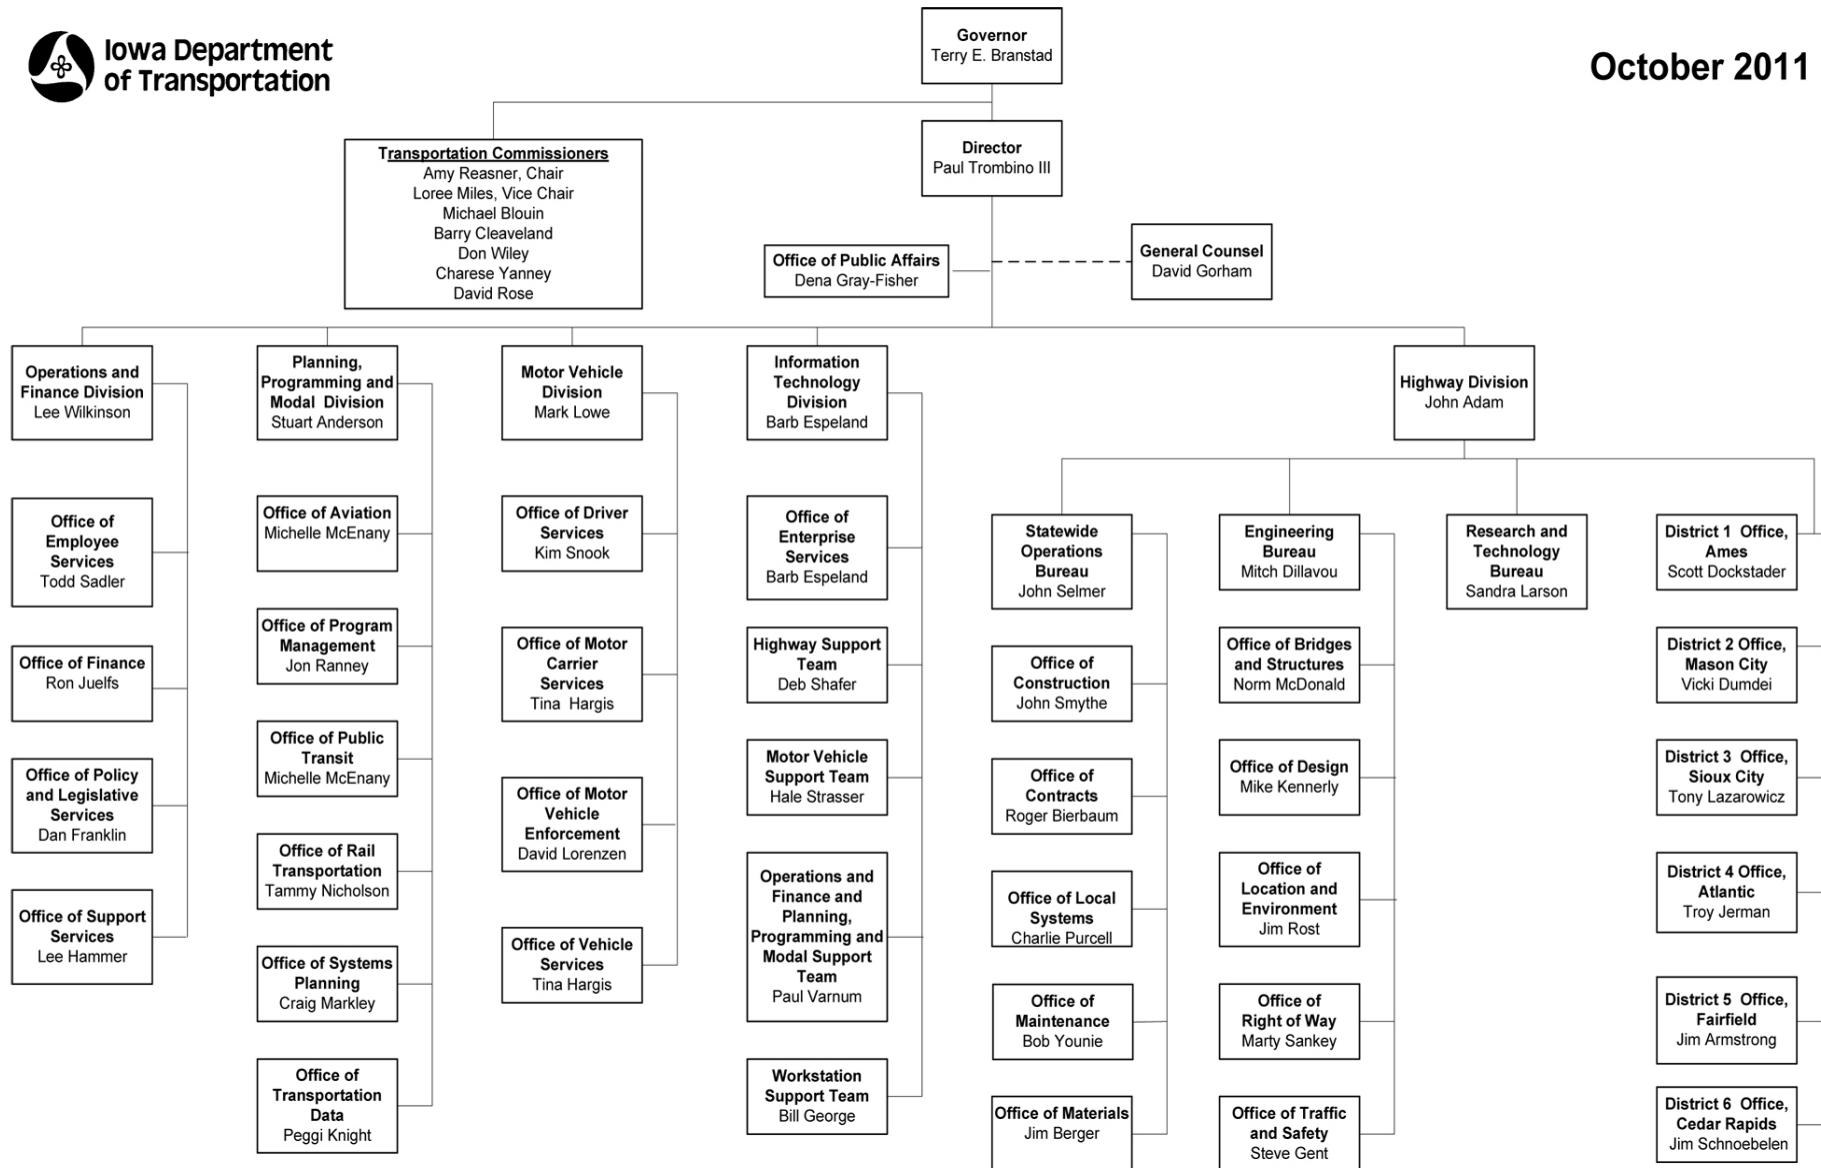 Iowa Department
of Transportation
October 2011
Governor
Terry E. Branstad
Director
Paul Trombino III
Transportation Commissioners
Amy Reasner, Chair
Loree Miles, Vice Chair
Michael Blouin
Barry Cleaveland
Don Wiley
Charese Yanney
David Rose
Office of Public Affairs
Dena Gray-Fisher
General Counsel
David Gorham
Operations and
Finance Division
Lee Wilkinson
Office of
Employee
Services
Todd Sadler
Office of Finance
Ron Juelfs
Office of Policy
and Legislative
Services
Dan Franklin
Office of Support
Services
Lee Hammer
Planning,
Programming and
Modal Division
Stuart Anderson
Office of Aviation
Michelle McEnany
Office of Program
Management
Jon Ranney
Office of Public
Transit
Michelle McEnany
Office of Rail
Transportation
Tammy Nicholson
Office of Systems
Planning
Craig Markley
Office of
Transportation
Data
Peggi Knight
Motor Vehicle
Division
Mark Lowe
Office of Driver
Services
Kim Snook
Office of Motor
Carrier
Services
Tina Hargis
Office of Motor
Vehicle
Enforcement
David Lorenzen
Office of Vehicle
Services
Tina Hargis
Information
Technology
Division
Barb Espeland
Office of
Enterprise
Services
Barb Espeland
Highway Support
Team
Deb Shafer
Motor Vehicle
Support Team
Hale Strasser
Operations and
Finance and
Planning,
Programming and
Modal Support
Team
Paul Varnum
Workstation
Support Team
Bill George
Highway Division
John Adam
Statewide
Operations
Bureau
John Selmer
Office of
Construction
John Smythe
Office of
Contracts
Roger Bierbaum
Office of Local
Systems
Charlie Purcell
Office of
Maintenance
Bob Younie
Office of Materials
Jim Berger
Engineering
Bureau
Mitch Dillavou
Office of Bridges
and Structures
Norm McDonald
Office of Design
Mike Kennerly
Office of
Location and
Environment
Jim Rost
Office of
Right of Way
Marty Sankey
Office of Traffic
and Safety
Steve Gent
Research and
Technology
Bureau
Sandra Larson
District 1 Office,
Ames
Scott Dockstader
District 2 Office,
Mason City
Vicki Dumdei
District 3 Office,
Sioux City
Tony Lazarowicz
District 4 Office,
Atlantic
Troy Jerman
District 5 Office,
Fairfield
Jim Armstrong
District 6 Office,
Cedar Rapids
Jim Schnoebelen